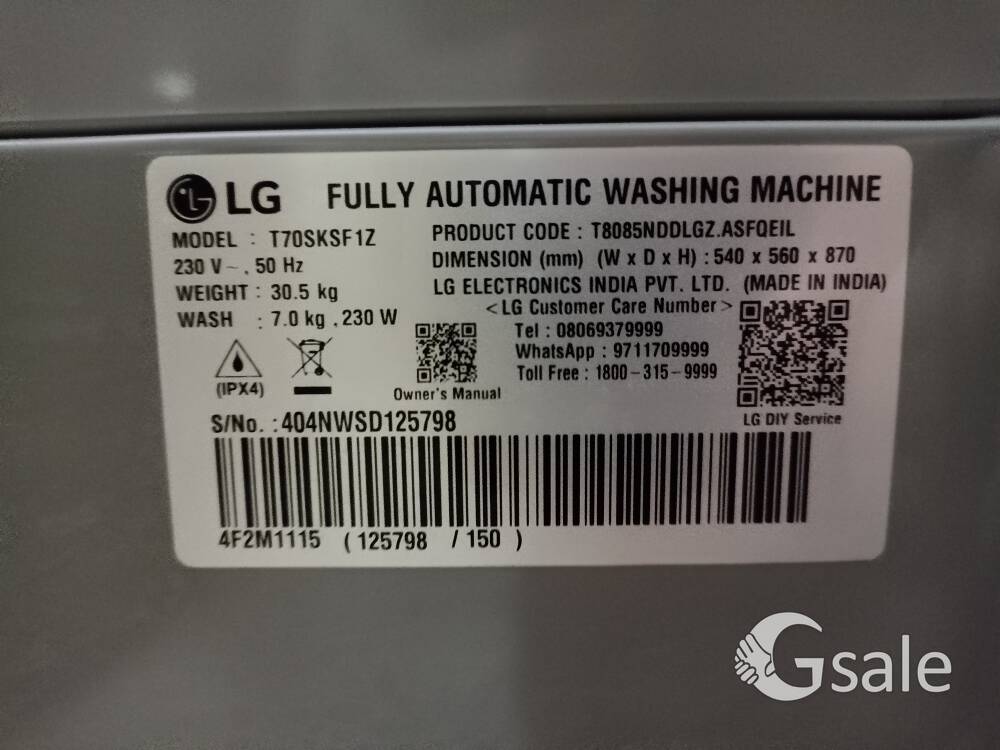 LG FULLY AUTOMATIC WASHING MACHINE
MODEL : T70SKSF1Z
230 V ~, 50 Hz
WEIGHT : 30.5 kg
WASH : 7.0 kg , 230 W
PRODUCT CODE : T8085NDDLGZ.ASFQEIL
DIMENSION (mm) (W x D x H) : 540 x 560 x 870
LG ELECTRONICS INDIA PVT. LTD. (MADE IN INDIA)
<LG Customer Care Number>
Tel : 08069379999
WhatsApp : 9711709999
Toll Free : 1800-315-9999
(IPX4)
Owner's Manual
LG DIY Service
S/No. : 404NWSD125798
4F2M1115 ( 125798 / 150 )
Gsale